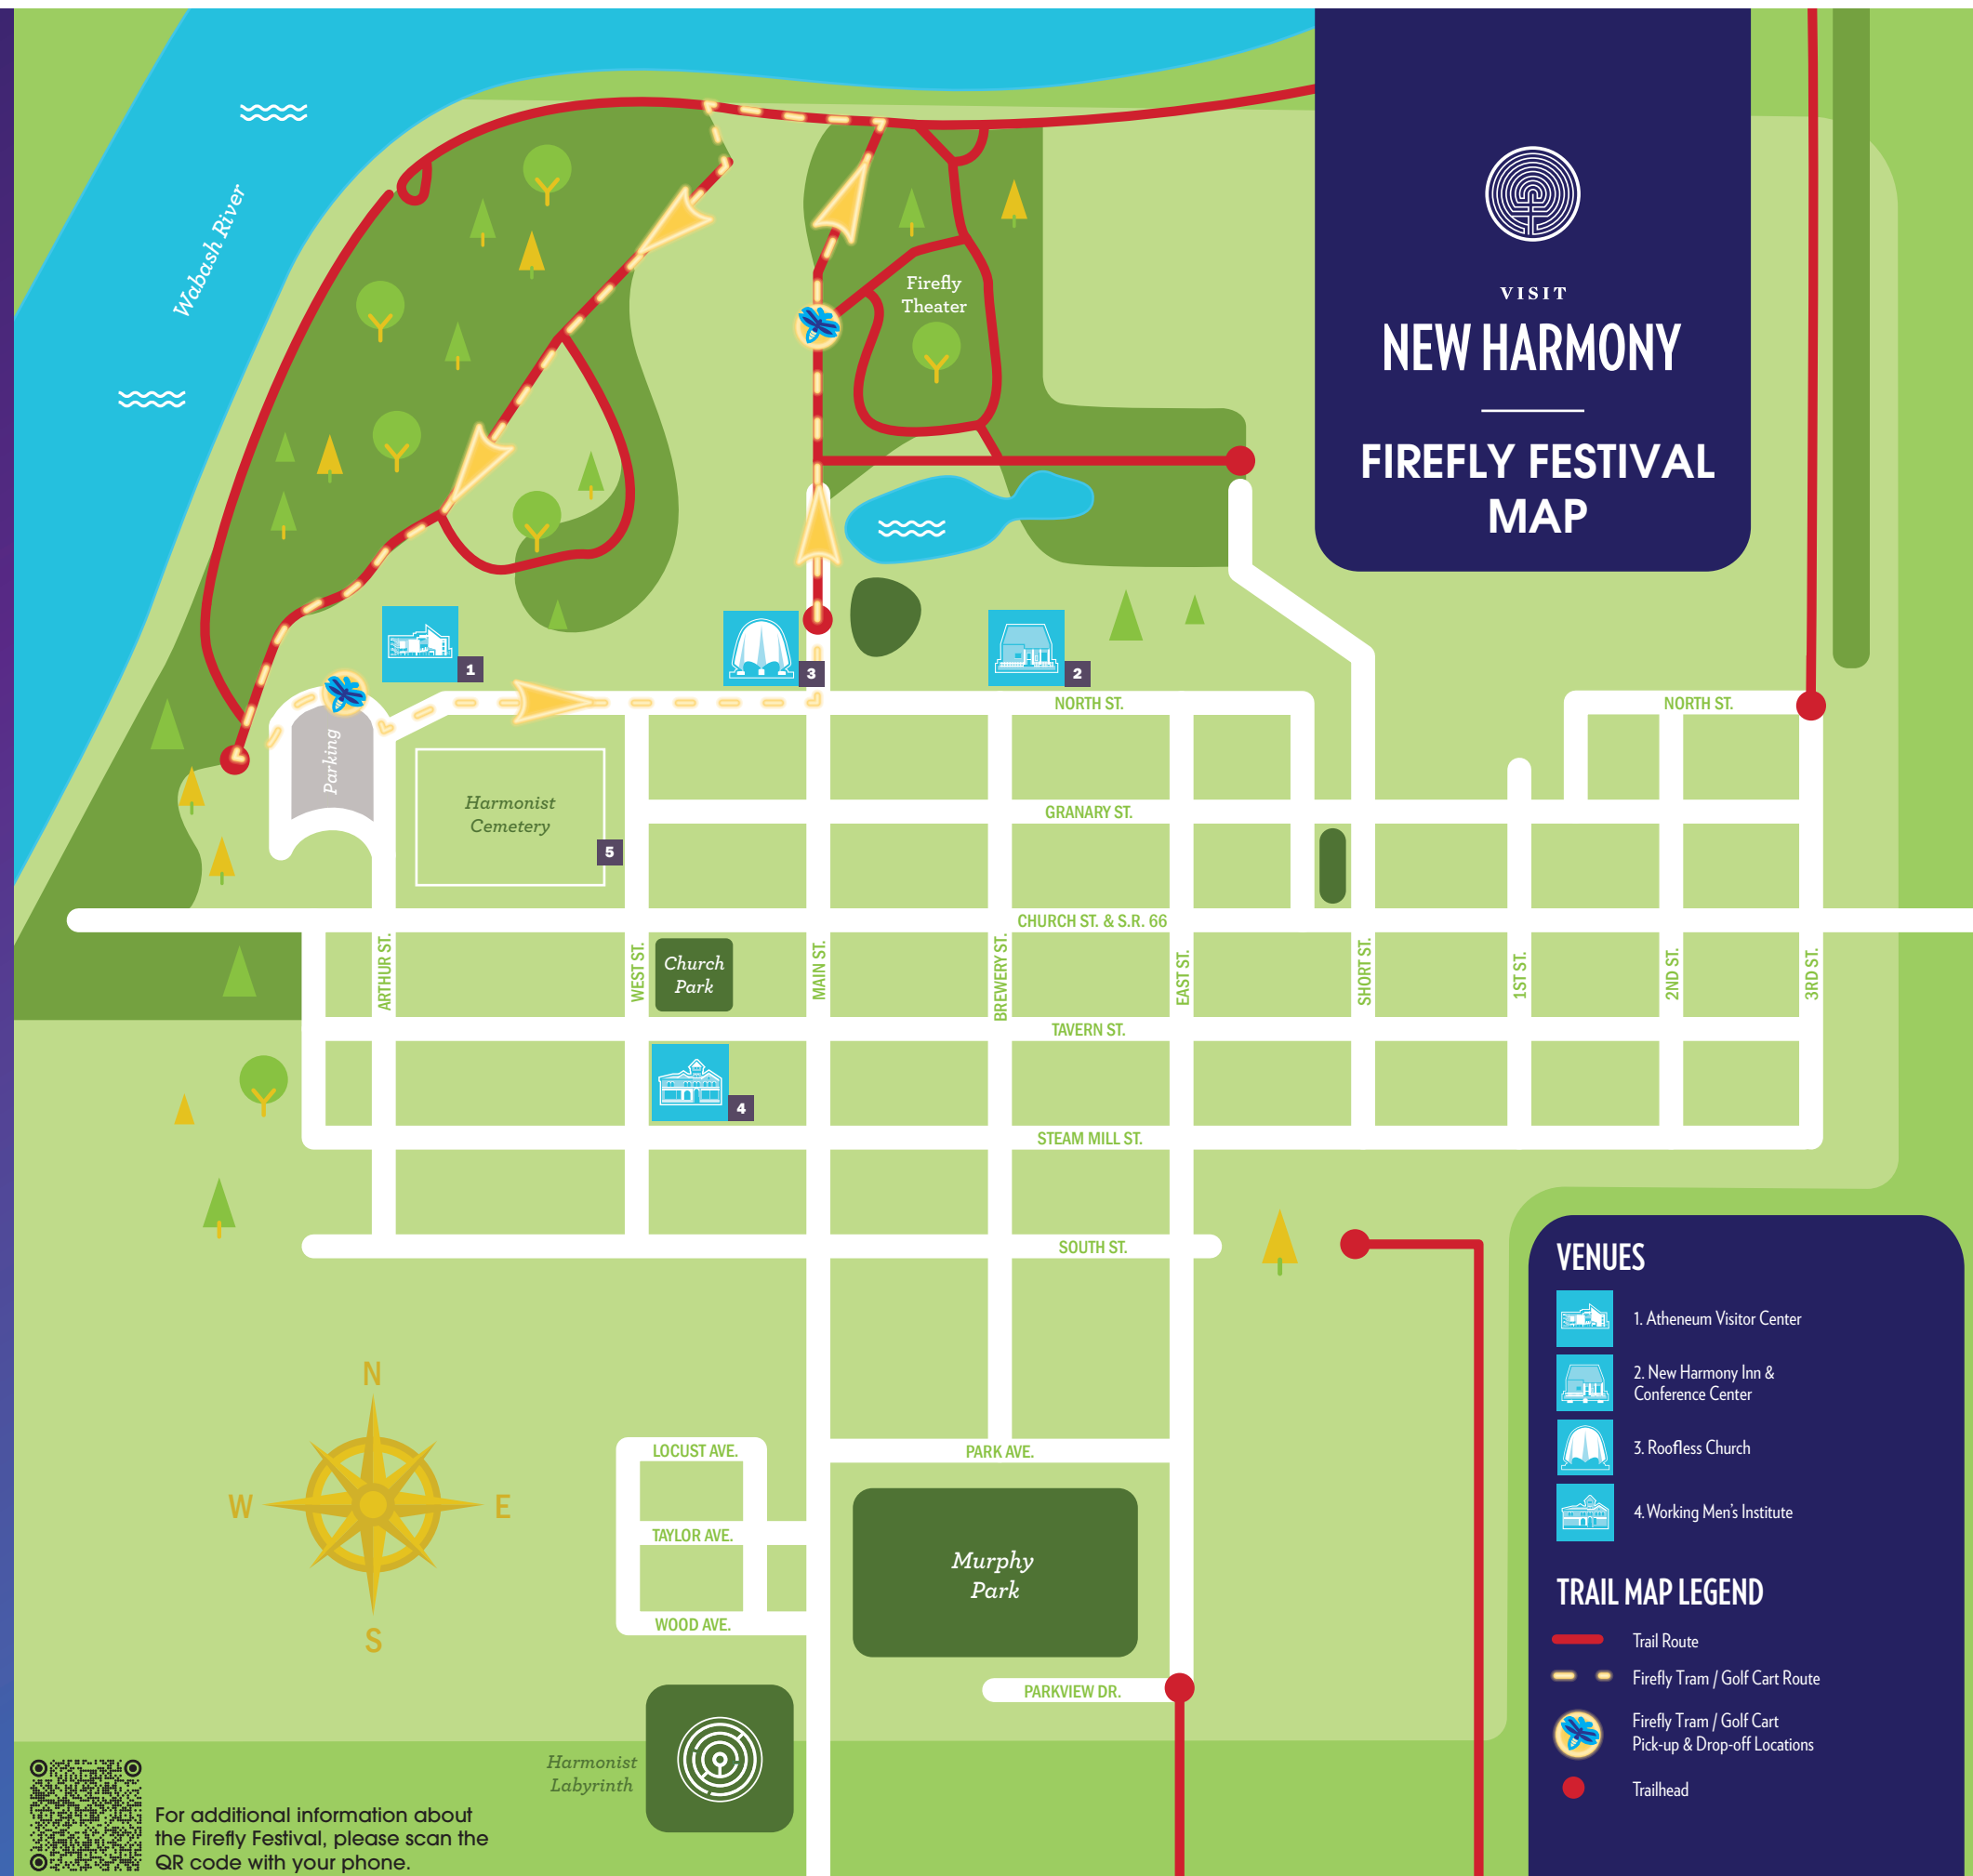 VISIT
NEW HARMONY
FIREFLY FESTIVAL
MAP
Wabash River
Firefly
Theater
1
3
2
NORTH ST.
NORTH ST.
Parking
Harmonist
Cemetery
5
GRANARY ST.
CHURCH ST. & S.R. 66
ARTHUR ST.
WEST ST.
Church
Park
MAIN ST.
BREWERY ST.
EAST ST.
SHORT ST.
1ST ST.
2ND ST.
3RD ST.
TAVERN ST.
4
STEAM MILL ST.
SOUTH ST.
N
W
E
S
LOCUST AVE.
PARK AVE.
TAYLOR AVE.
Murphy
Park
WOOD AVE.
PARKVIEW DR.
Harmonist
Labyrinth
VENUES
1. Atheneum Visitor Center
2. New Harmony Inn &
Conference Center
3. Roofless Church
4. Working Men's Institute
TRAIL MAP LEGEND
Trail Route
Firefly Tram / Golf Cart Route
Firefly Tram / Golf Cart
Pick-up & Drop-off Locations
Trailhead
For additional information about
the Firefly Festival, please scan the
QR code with your phone.